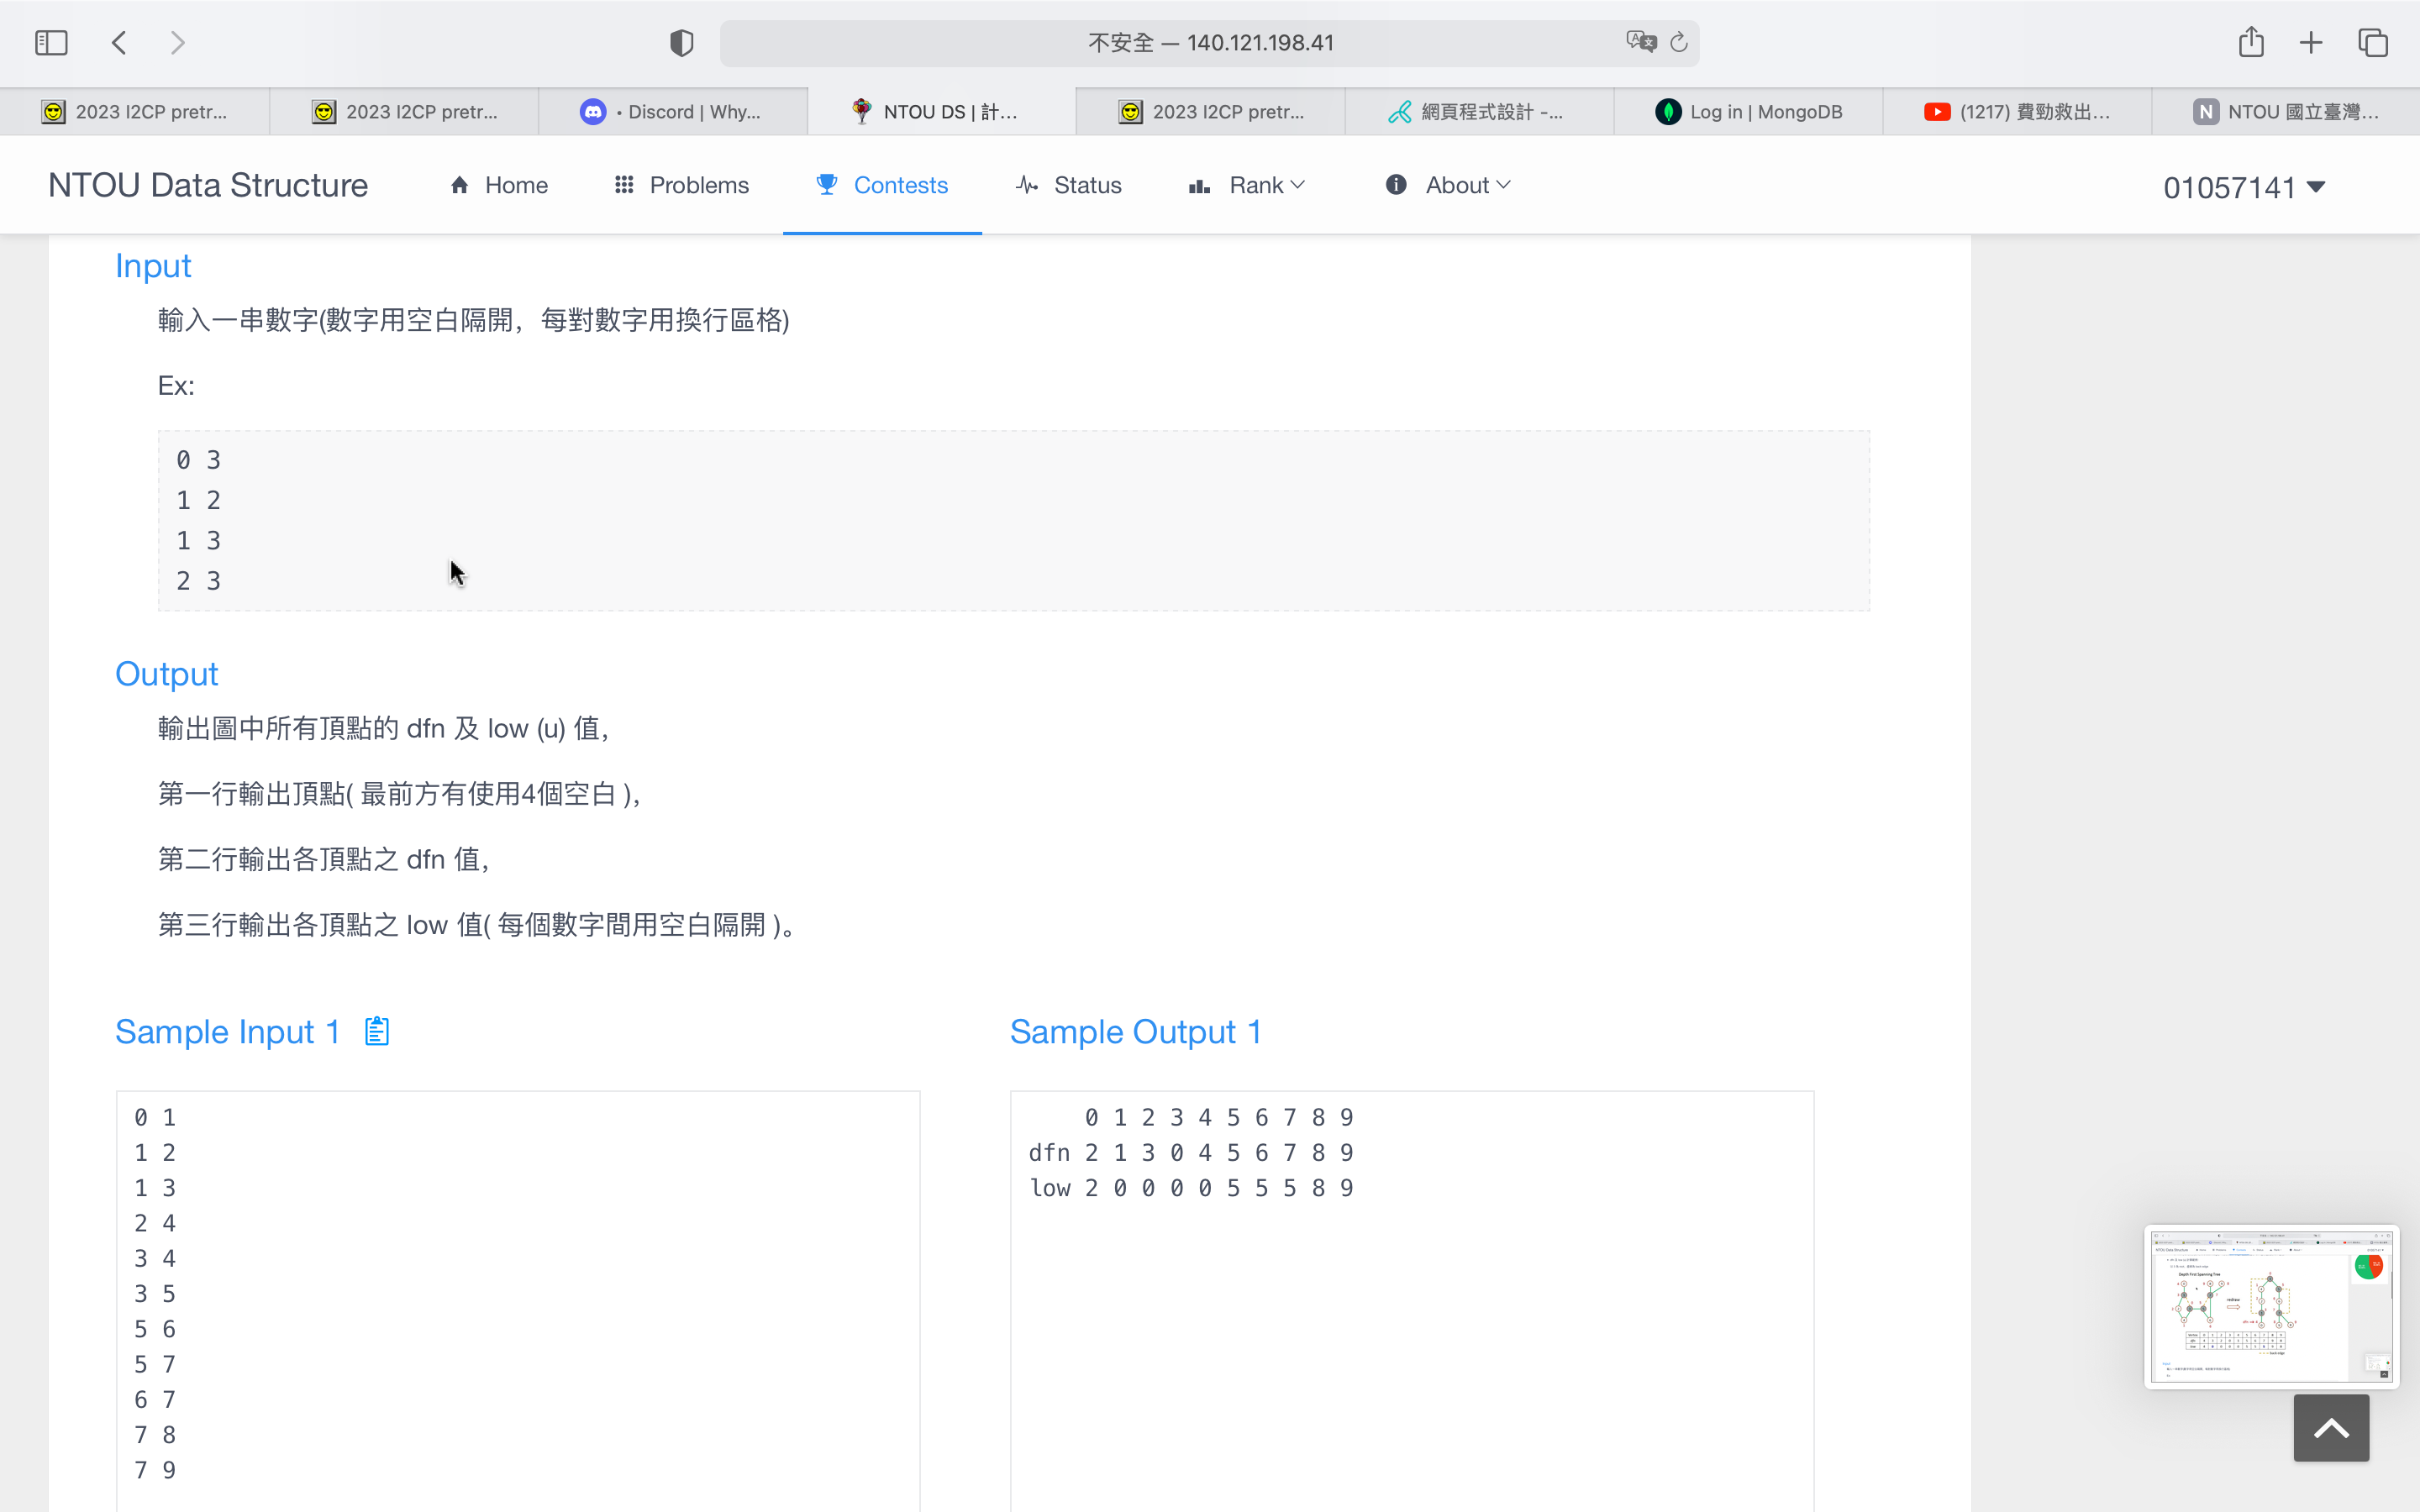 不安全 — 140.121.198.41
2023 I2CP pretr...
2023 I2CP pretr...
• Discord | Why...
NTOU DS | 計...
2023 I2CP pretr...
網頁程式設計 -...
Log in | MongoDB
(1217) 費勁救出...
N NTOU 國立臺灣...
NTOU Data Structure
Home
Problems
Contests
Status
Rank
About
01057141
Input
輸入一串數字(數字用空白隔開，每對數字用換行區格)
Ex:
0 3
1 2
1 3
2 3
Output
輸出圖中所有頂點的 dfn 及 low (u) 值，
第一行輸出頂點( 最前方有使用4個空白 )，
第二行輸出各頂點之 dfn 值，
第三行輸出各頂點之 low 值( 每個數字間用空白隔開 )。
Sample Input 1
0 1
1 2
1 3
2 4
3 4
3 5
5 6
5 7
6 7
7 8
7 9
Sample Output 1
    0 1 2 3 4 5 6 7 8 9
dfn 2 1 3 0 4 5 6 7 8 9
low 2 0 0 0 0 5 5 5 8 9